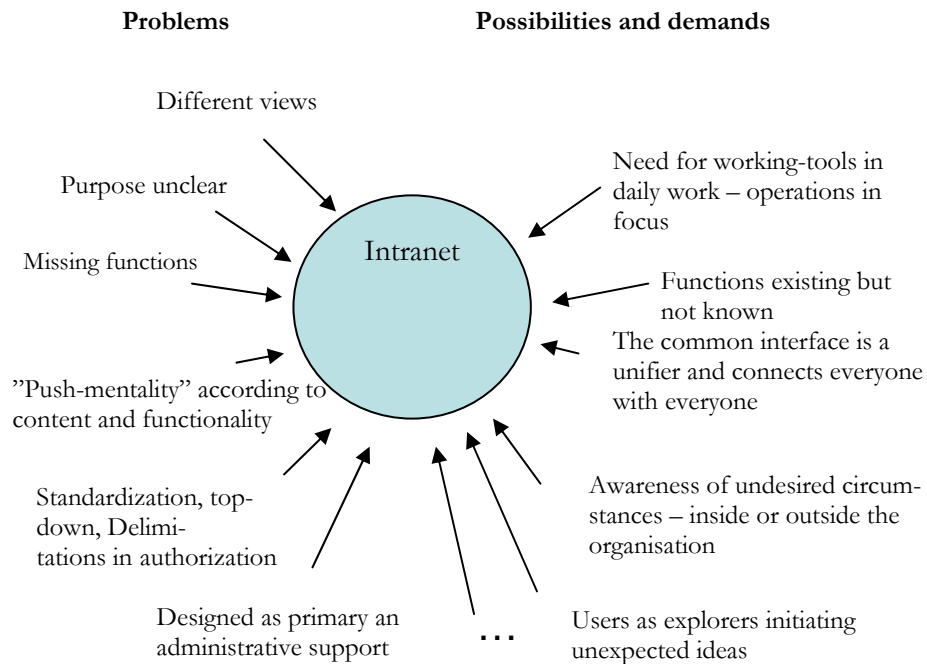 Problems
Possibilities and demands
Different views
Purpose unclear
Missing functions
”Push-mentality” according to
content and functionality
Standardization, top-
down, Delimi-
tations in authorization
Designed as primary an
administrative support
Intranet
Need for working-tools in
daily work – operations in
focus
Functions existing but
not known
The common interface is a
unifier and connects everyone
with everyone
Awareness of undesired circum-
stances – inside or outside the
organisation
Users as explorers initiating
unexpected ideas
...